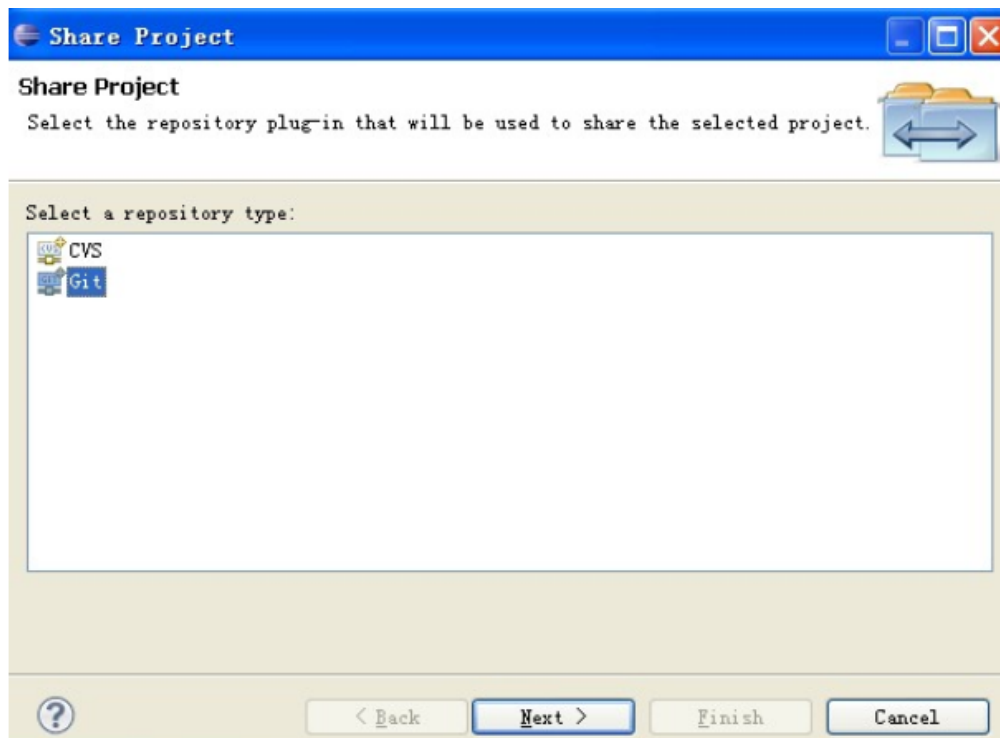 Share Project
Share Project
Select the repository plug-in that will be used to share the selected project.
Select a repository type:
CVS
Git
?
< Back
Next >
Finish
Cancel